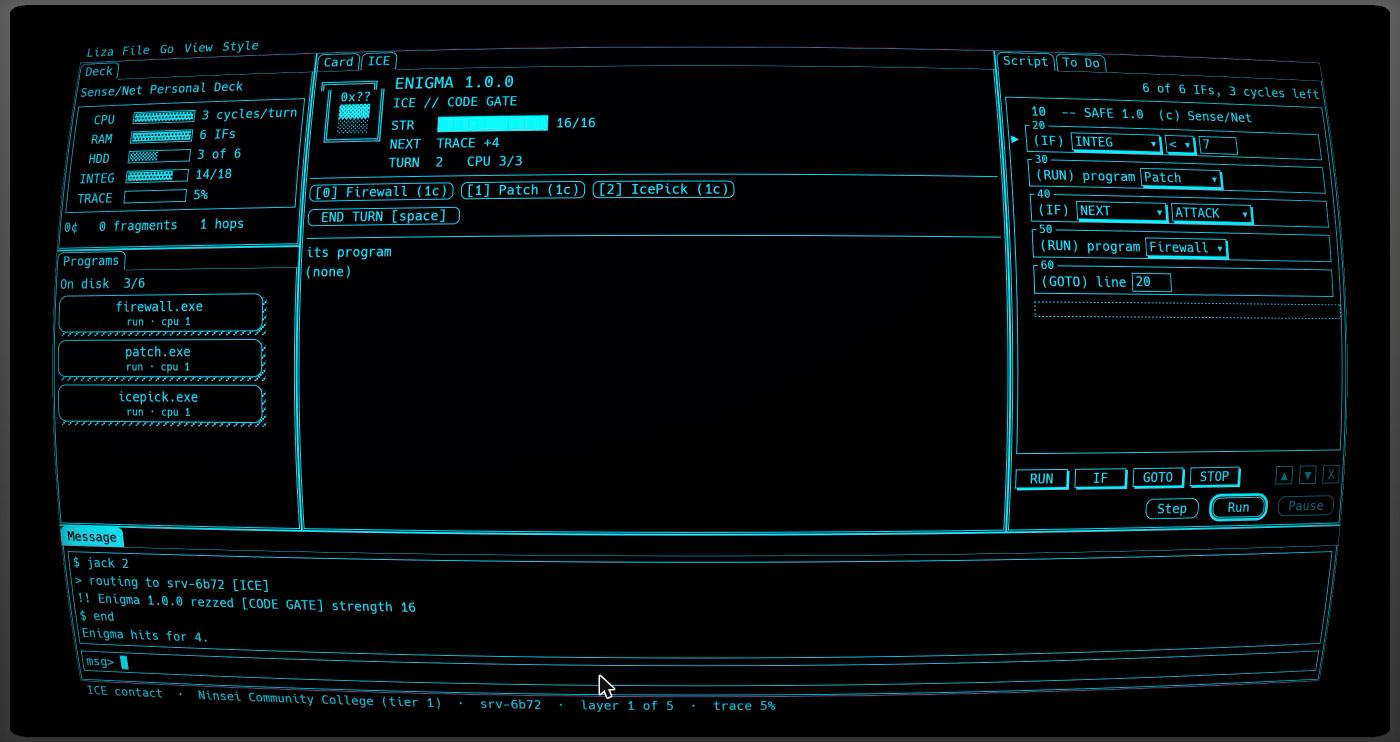 Liza File Go View Style
Deck
Sense/Net Personal Deck
CPU 3 cycles/turn
RAM 6 IFs
HDD 3 of 6
INTEG 14/18
TRACE 5%
0¢ 0 fragments 1 hops
Programs
On disk 3/6
firewall.exe
run · cpu 1
patch.exe
run · cpu 1
icepick.exe
run · cpu 1
Card ICE
0x??
ENIGMA 1.0.0
ICE // CODE GATE
STR 16/16
NEXT TRACE +4
TURN 2 CPU 3/3
[0] Firewall (1c) [1] Patch (1c) [2] IcePick (1c)
END TURN [space]
its program
(none)
Script To Do
6 of 6 IFs, 3 cycles left
10 -- SAFE 1.0 (c) Sense/Net
20
(IF) INTEG < 7
30
(RUN) program Patch
40
(IF) NEXT ATTACK
50
(RUN) program Firewall
60
(GOTO) line 20
RUN IF GOTO STOP ▲ ▼ X
Step Run Pause
Message
$ jack 2
> routing to srv-6b72 [ICE]
!! Enigma 1.0.0 rezzed [CODE GATE] strength 16
$ end
Enigma hits for 4.
msg>
ICE contact · Ninsei Community College (tier 1) · srv-6b72 · layer 1 of 5 · trace 5%